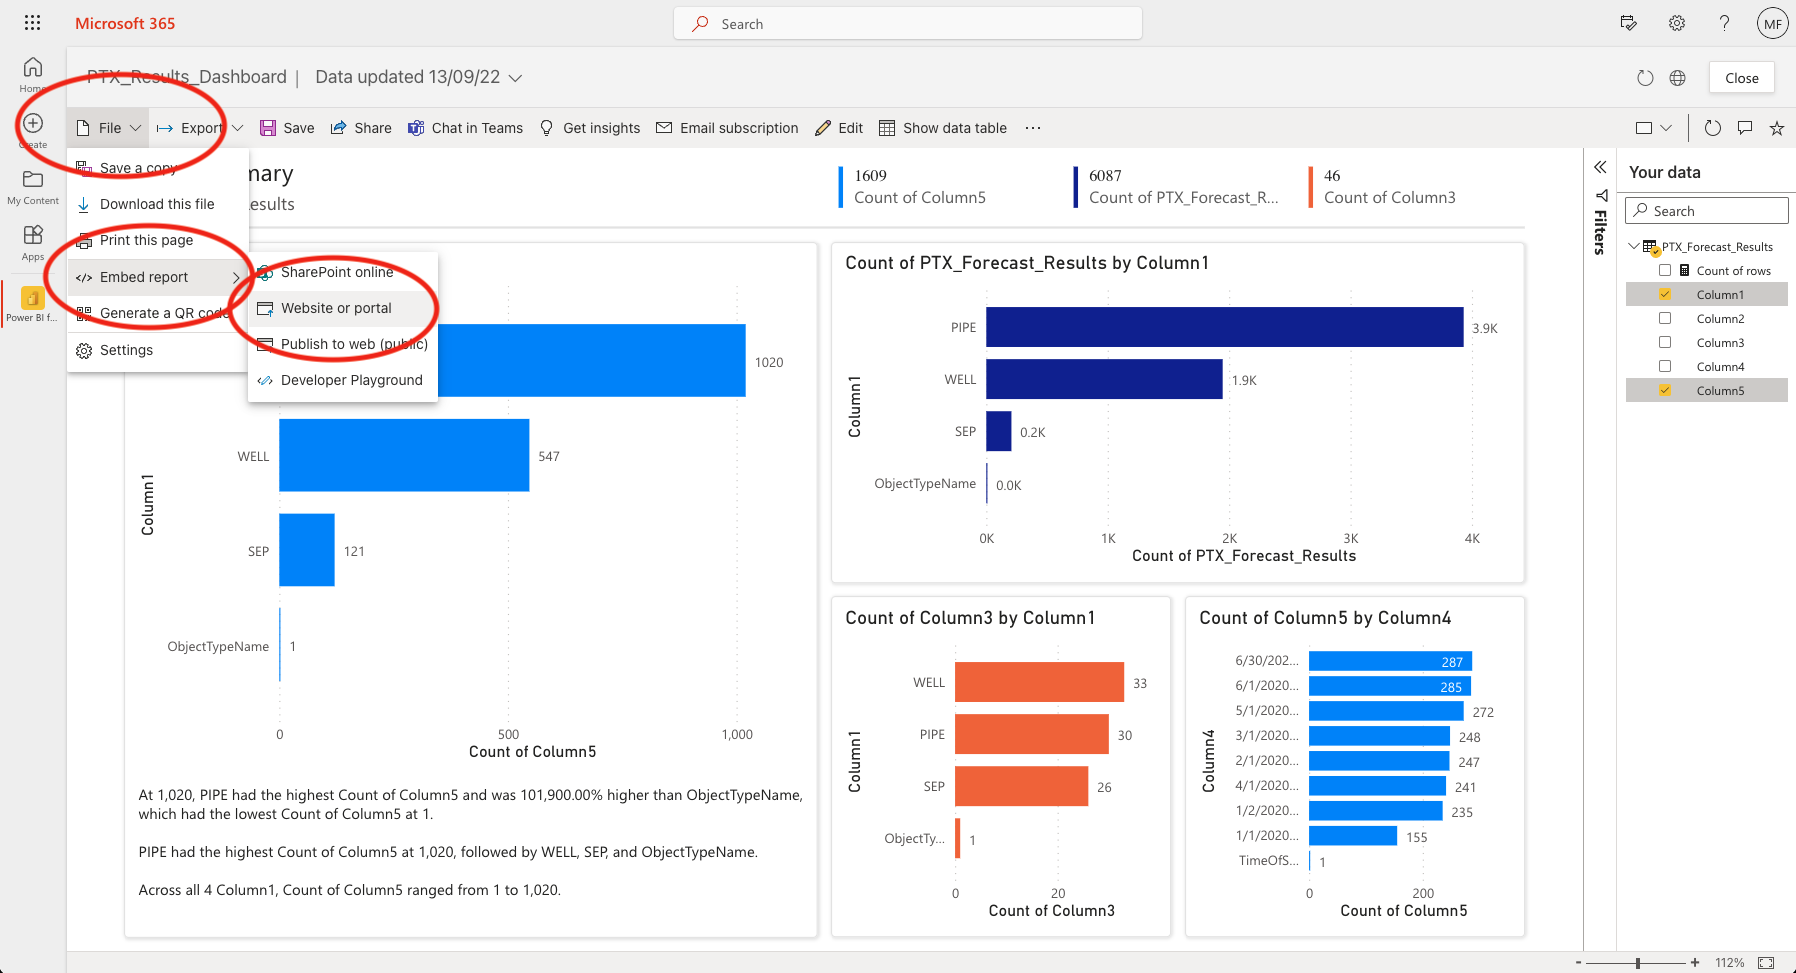 Microsoft 365
Search
MF
Home
Create
My Content
Apps
Power BI f...
PTX_Results_Dashboard | Data updated 13/09/22
Close
File
Export
Save
Share
Chat in Teams
Get insights
Email subscription
Edit
Show data table
...
Save a copy
Download this file
Print this page
Embed report
Generate a QR code
Settings
SharePoint online
Website or portal
Publish to web (public)
Developer Playground
mary
esults
1609
Count of Column5
6087
Count of PTX_Forecast_R...
46
Count of Column3
1020
WELL
547
SEP
121
ObjectTypeName
1
Column1
0
500
1,000
Count of Column5
At 1,020, PIPE had the highest Count of Column5 and was 101,900.00% higher than ObjectTypeName,
which had the lowest Count of Column5 at 1.
PIPE had the highest Count of Column5 at 1,020, followed by WELL, SEP, and ObjectTypeName.
Across all 4 Column1, Count of Column5 ranged from 1 to 1,020.
Count of PTX_Forecast_Results by Column1
PIPE
3.9K
WELL
1.9K
SEP
0.2K
ObjectTypeName
0.0K
Column1
0K
1K
2K
3K
4K
Count of PTX_Forecast_Results
Count of Column3 by Column1
WELL
33
PIPE
30
SEP
26
ObjectTy...
1
Column1
0
20
Count of Column3
Count of Column5 by Column4
6/30/202...
287
6/1/2020...
285
5/1/2020...
272
3/1/2020...
248
2/1/2020...
247
4/1/2020...
241
1/2/2020...
235
1/1/2020...
155
TimeOfS...
1
Column4
0
200
Count of Column5
Filters
Your data
Search
PTX_Forecast_Results
Count of rows
Column1
Column2
Column3
Column4
Column5
- + 112%